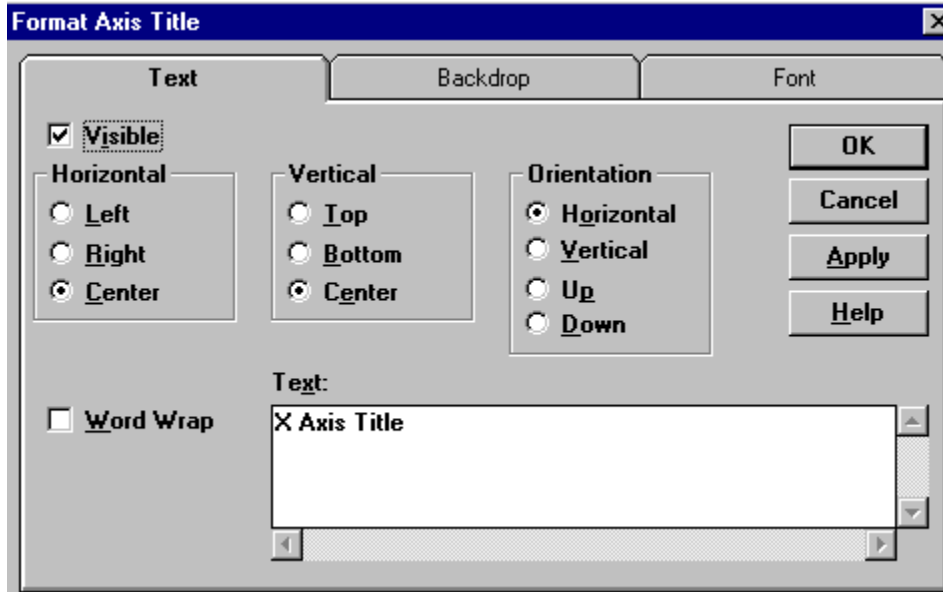 Format Axis Title
Text
Backdrop
Font
Visible
Horizontal
Left
Right
Center
Vertical
Top
Bottom
Center
Orientation
Horizontal
Vertical
Up
Down
OK
Cancel
Apply
Help
Word Wrap
Text:
X Axis Title